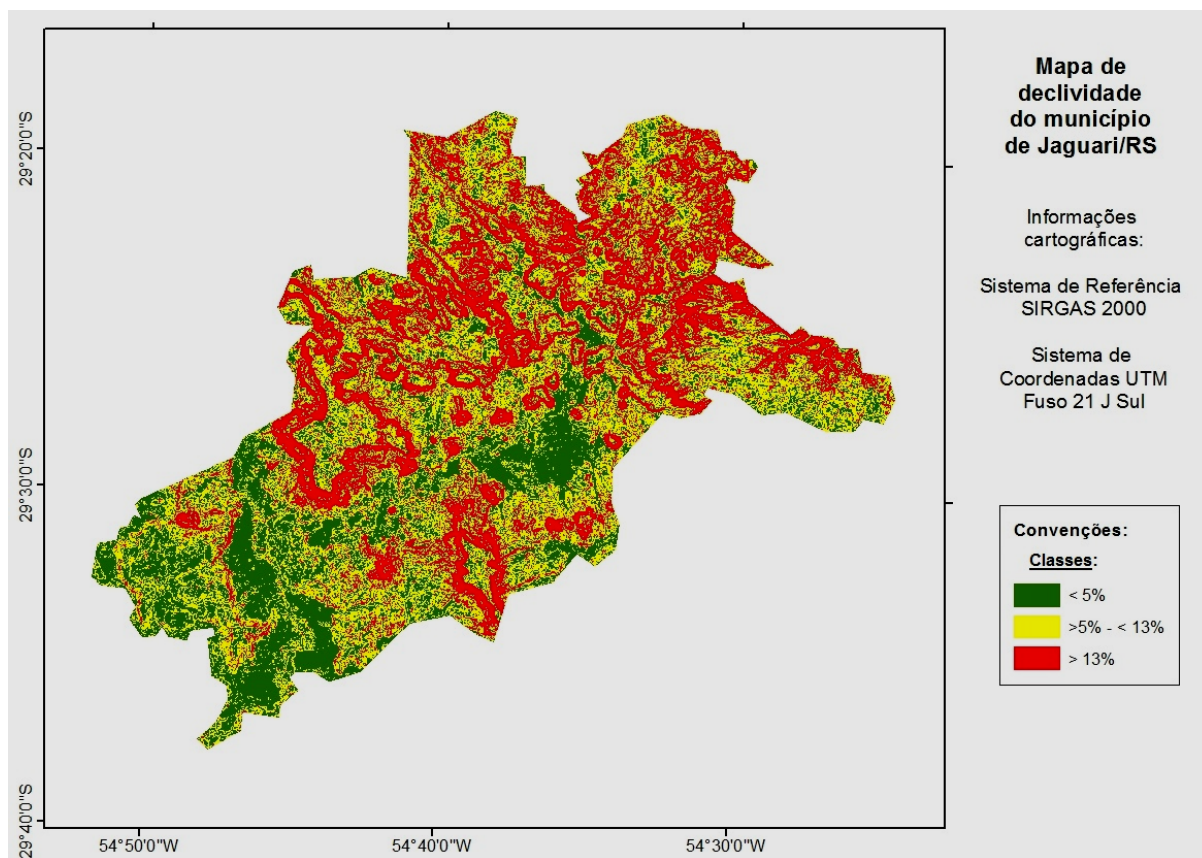 Mapa de
declividade
do município
de Jaguari/RS
Informações
cartográficas:
Sistema de Referência
SIRGAS 2000
Sistema de
Coordenadas UTM
Fuso 21 J Sul
Convenções:
Classes:
< 5%
>5% - < 13%
> 13%
29°20'0"S
29°30'0"S
29°40'0"S
54°50'0"W
54°40'0"W
54°30'0"W